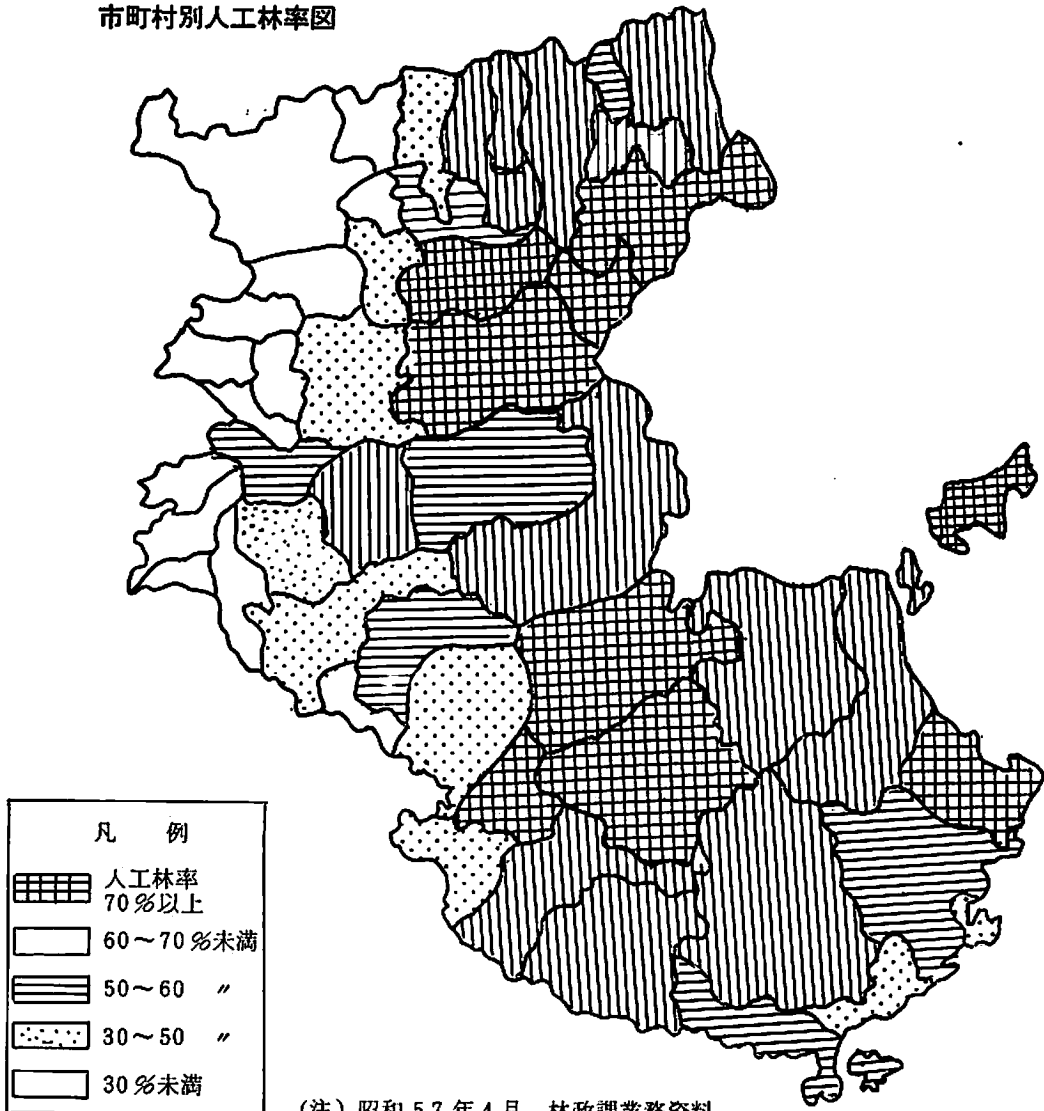 市町村別人工林率図
凡 例
人工林率
70%以上
60~70%未満
50~60 〃
30~50 〃
30%未満
(注)昭和57年4月 林政課業務資料